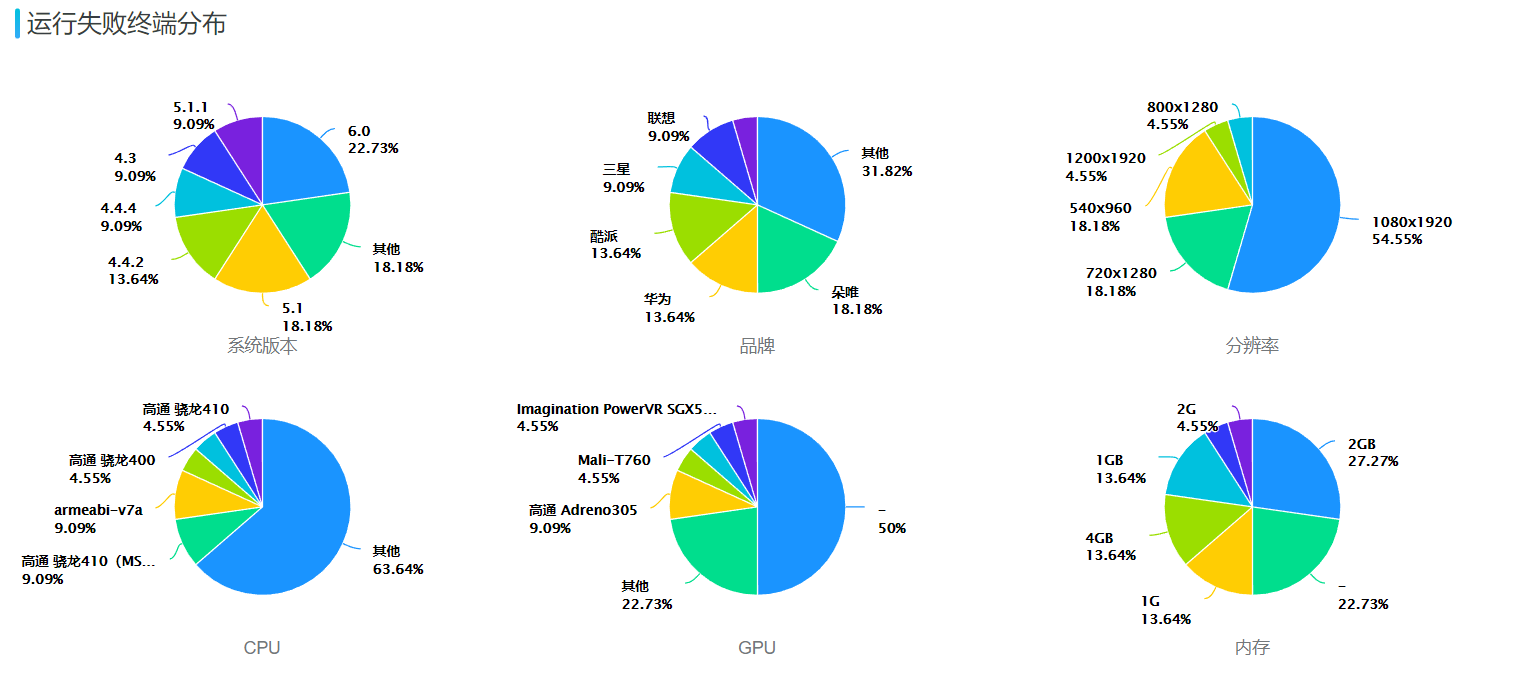 运行失败终端分布
5.1.1
9.09%
6.0
22.73%
4.3
9.09%
4.4.4
9.09%
其他
18.18%
4.4.2
13.64%
5.1
18.18%
系统版本
联想
9.09%
其他
31.82%
三星
9.09%
酷派
13.64%
华为
13.64%
朵唯
18.18%
品牌
800x1280
4.55%
1200x1920
4.55%
540x960
18.18%
1080x1920
54.55%
720x1280
18.18%
分辨率
高通 骁龙410
4.55%
高通 骁龙400
4.55%
armeabi-v7a
9.09%
高通 骁龙410（MS...
9.09%
其他
63.64%
CPU
Imagination PowerVR SGX5...
4.55%
Mali-T760
4.55%
高通 Adreno305
9.09%
-
50%
其他
22.73%
GPU
2G
4.55%
2GB
27.27%
1GB
13.64%
4GB
13.64%
1G
13.64%
-
22.73%
内存